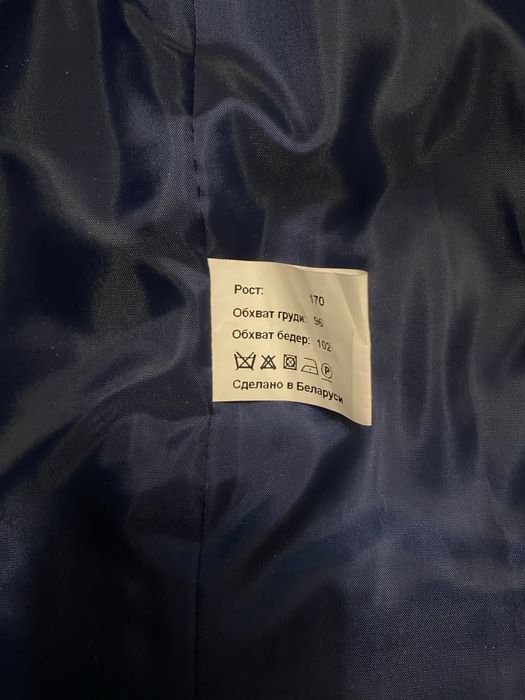 Рост: 170
Обхват груди: 96
Обхват бедер: 102
P
Сделано в Беларуси